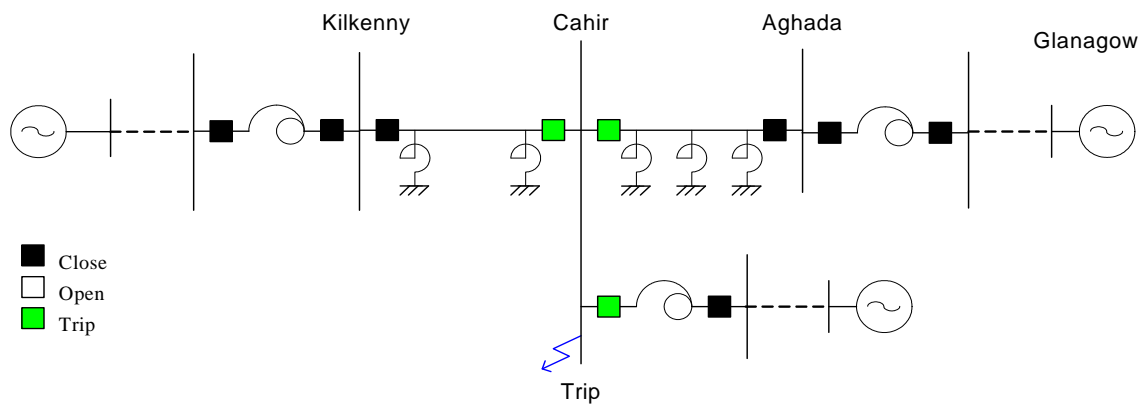 Kilkenny
Cahir
Aghada
Glanagow
Close
Open
Trip
Trip